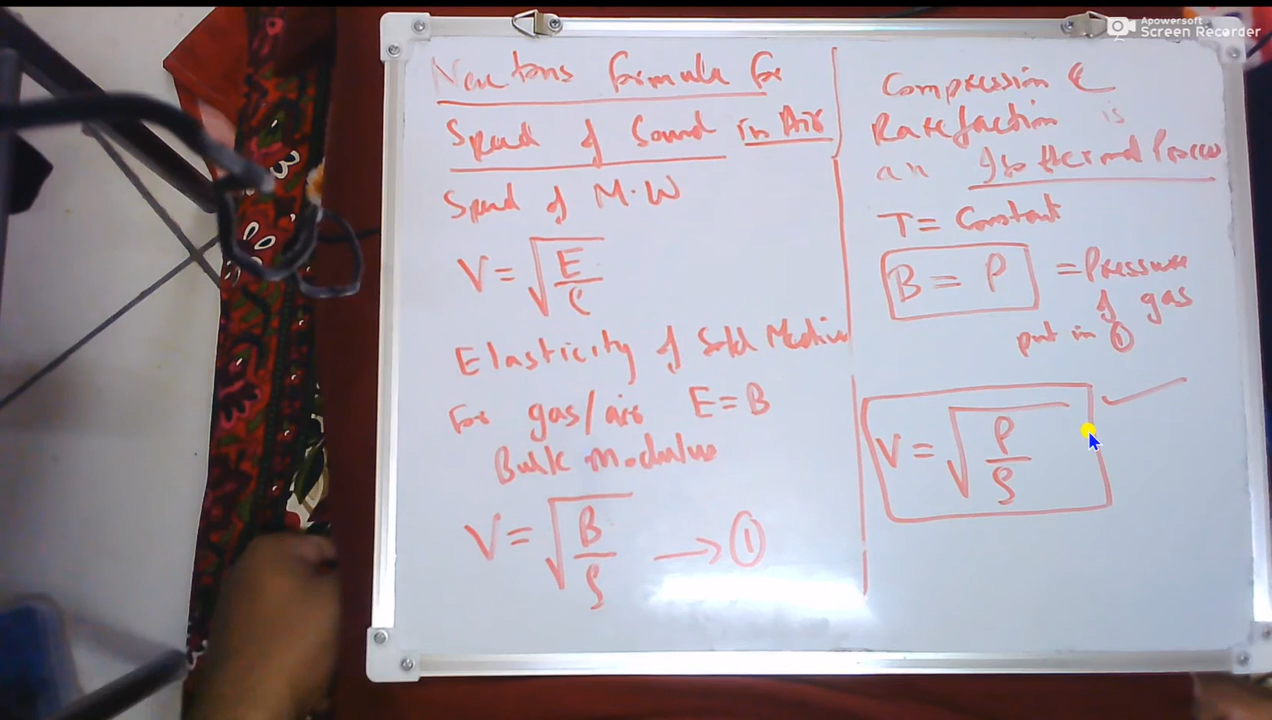 Newtons formula for
Speed of Sound in Air
Speed of M.W
V = √E/ρ
Elasticity of Solid Medium
For gas/air E = B
Bulk Modulus
V = √B/ρ → ①
Compression &
Rarefaction is
an Isothermal Process
T = Constant
B = P = Pressure
of gas
put in ①
V = √P/ρ
Apowersoft
Screen Recorder